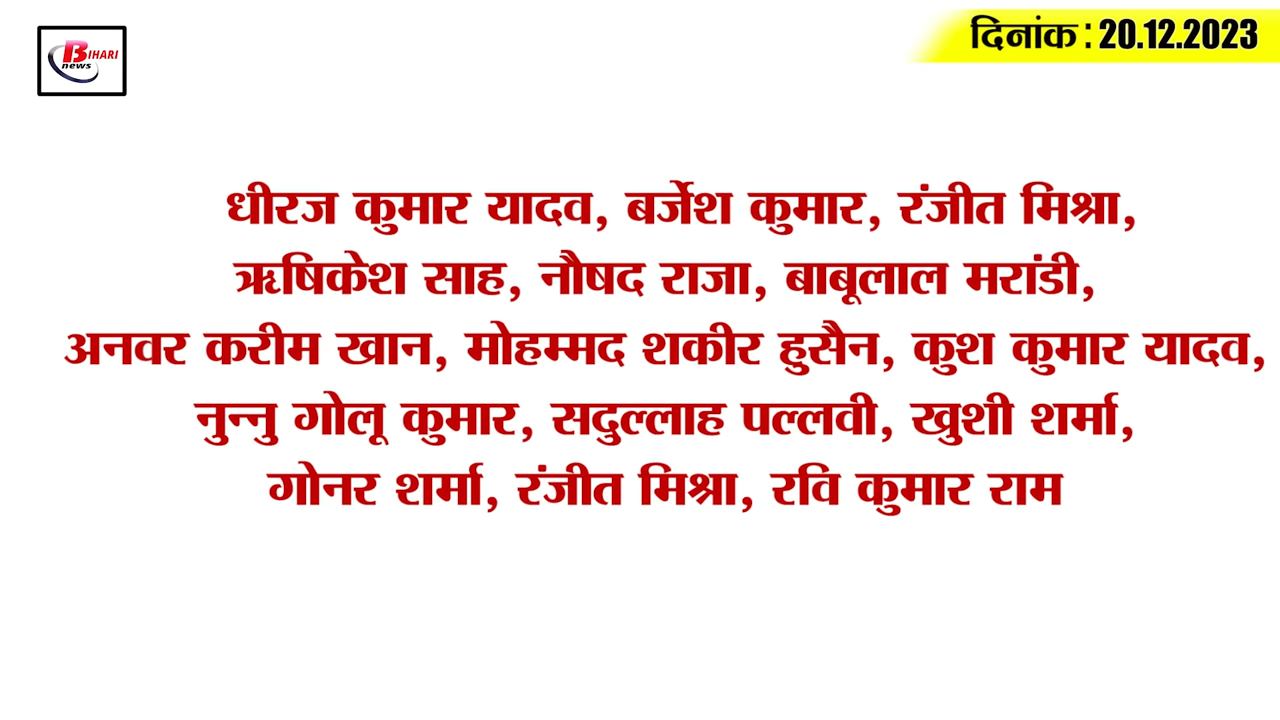 BIHARI
news
दिनांक : 20.12.2023
धीरज कुमार यादव, बर्जेश कुमार, रंजीत मिश्रा,
ऋषिकेश साह, नौषद राजा, बाबूलाल मरांडी,
अनवर करीम खान, मोहम्मद शकीर हुसैन, कुश कुमार यादव,
नुन्नु गोलू कुमार, सदुल्लाह पल्लवी, खुशी शर्मा,
गोनर शर्मा, रंजीत मिश्रा, रवि कुमार राम